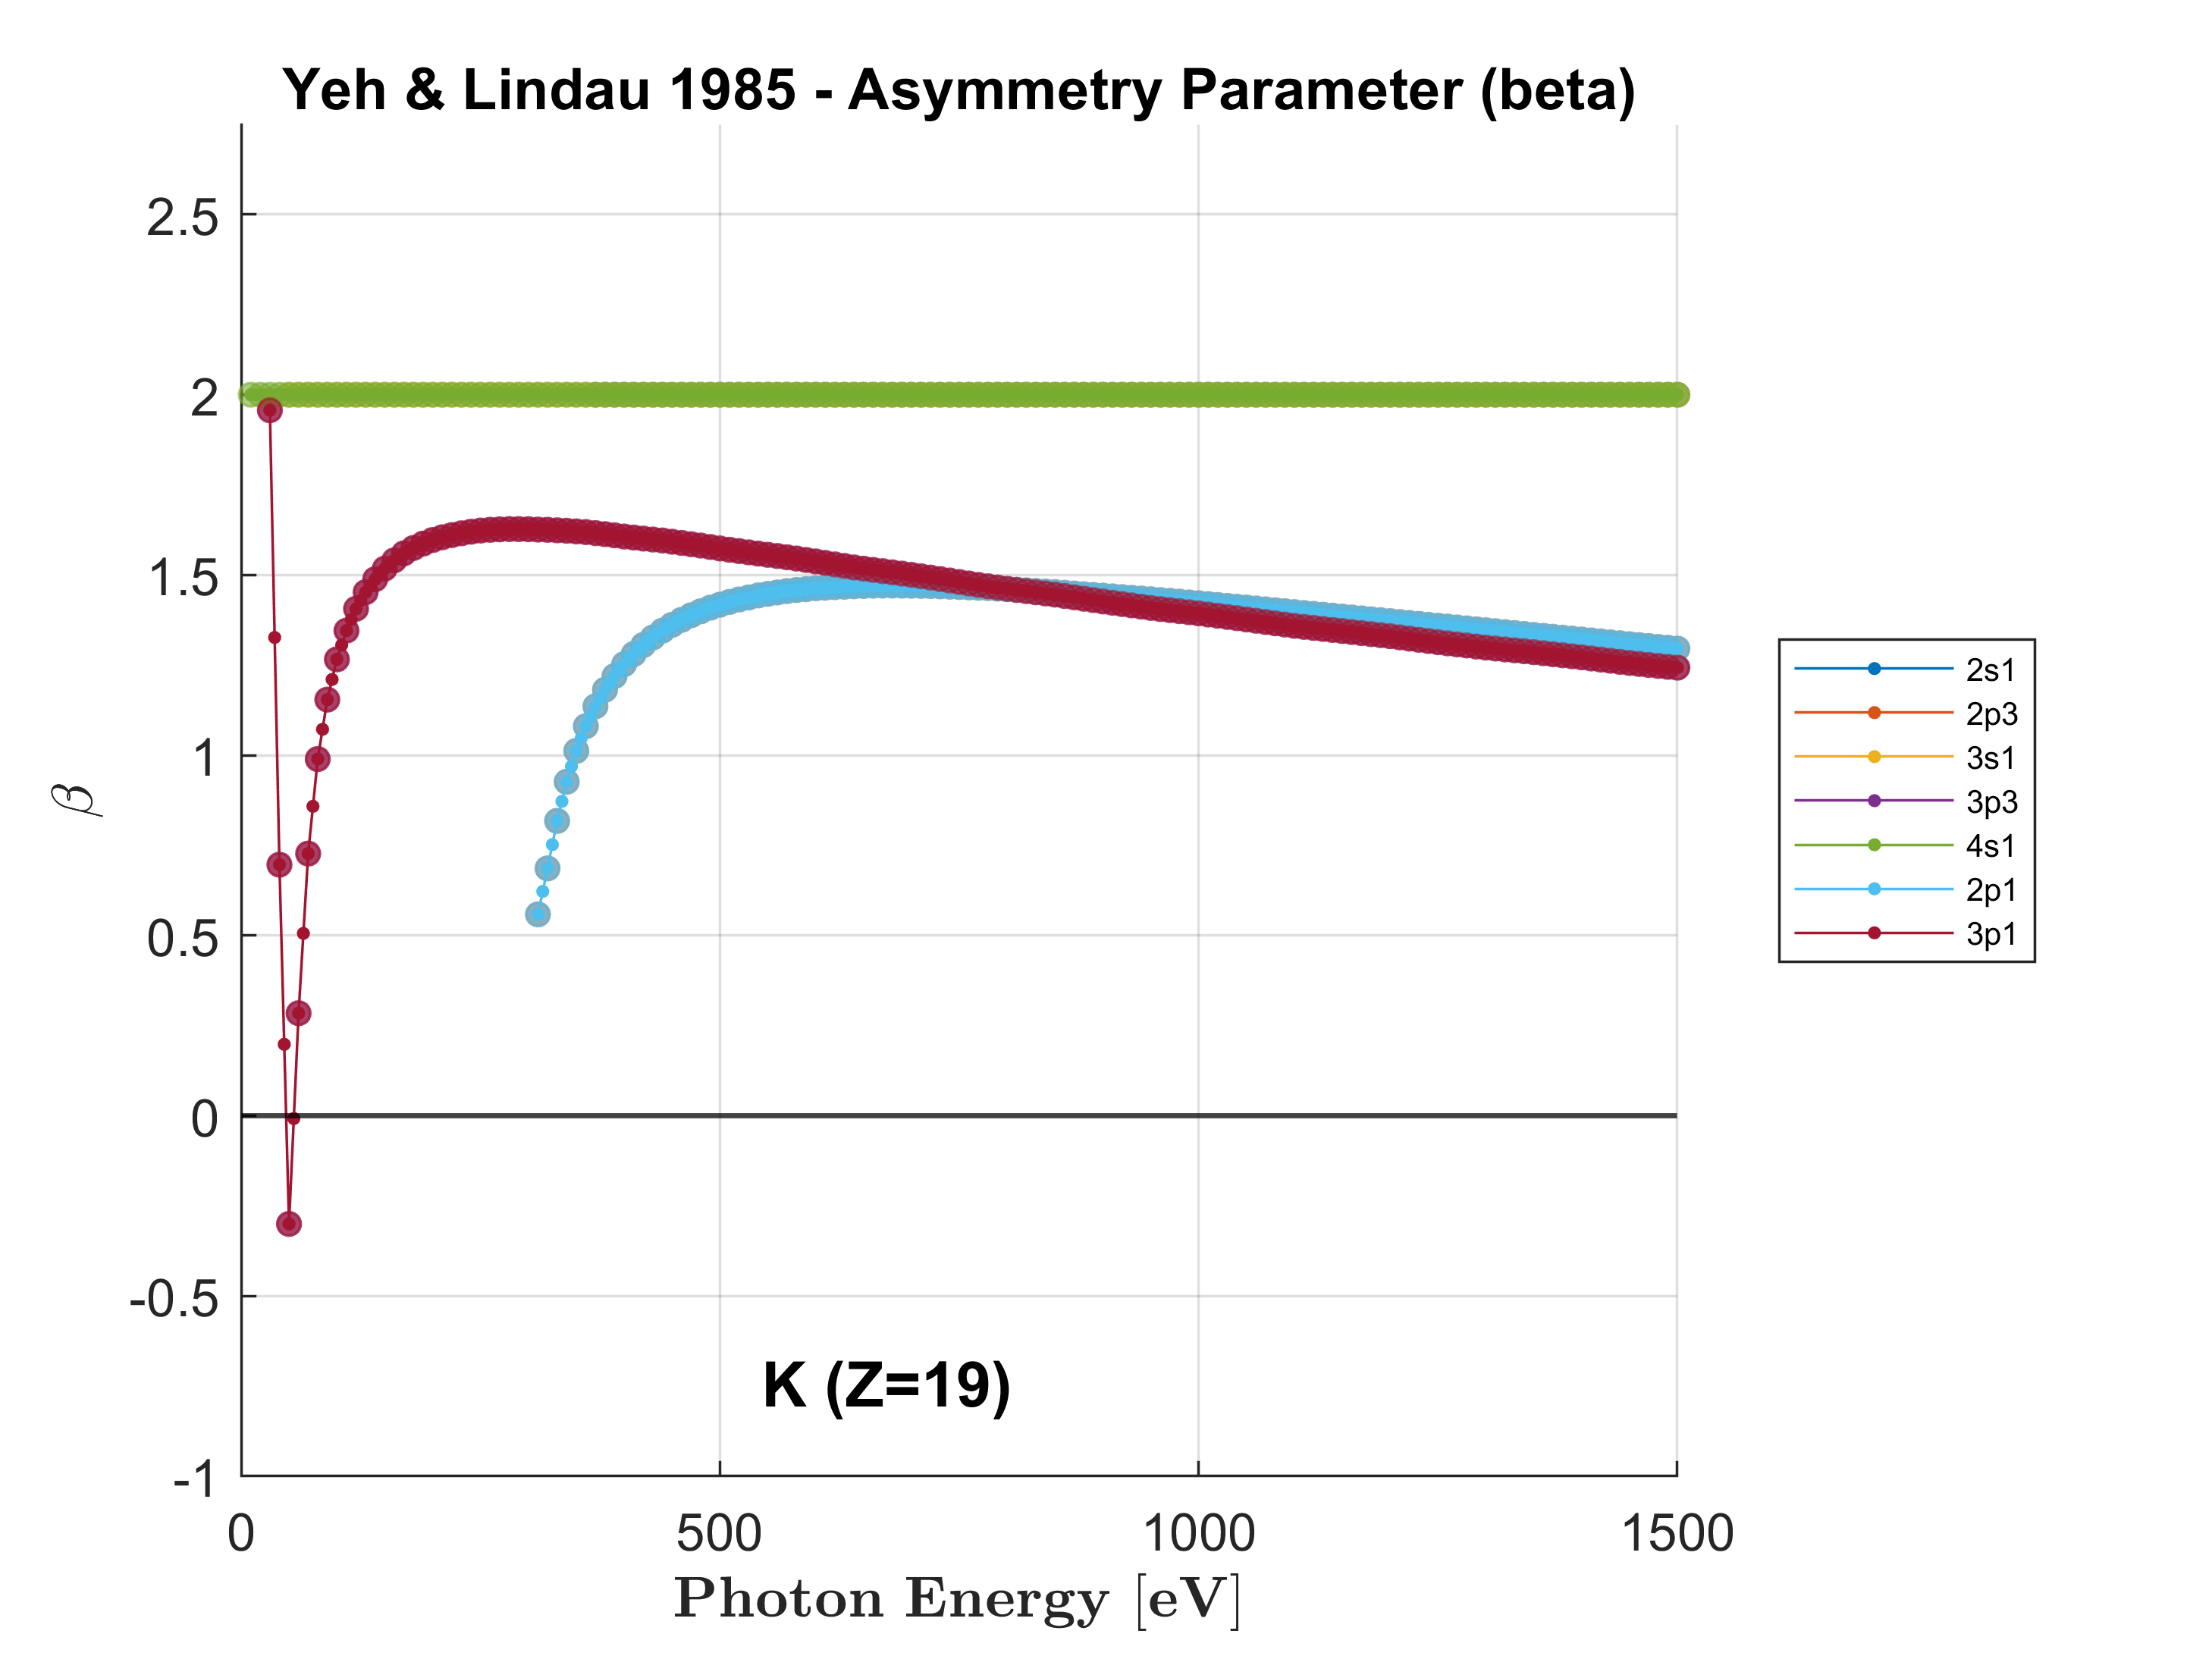 Yeh & Lindau 1985 - Asymmetry Parameter (beta)
2.5
2
1.5
1
0.5
0
-0.5
-1
β
0 500 1000 1500
Photon Energy [eV]
K (Z=19)
2s1
2p3
3s1
3p3
4s1
2p1
3p1